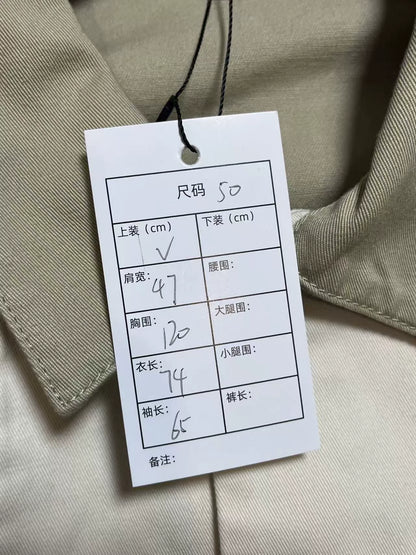 尺码 50
上装(cm) √ 下装(cm)
肩宽: 47 腰围:
胸围: 120 大腿围:
衣长: 74 小腿围:
袖长: 65 裤长:
备注: